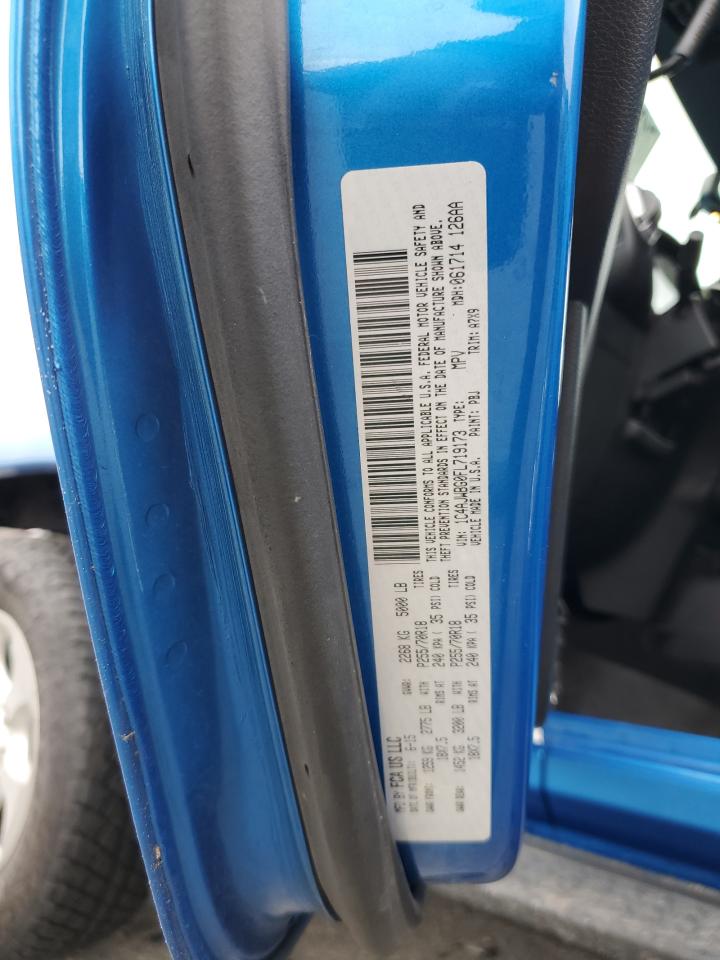 MFD BY FCA US LLC
DATE OF MFR 6-15 GVWR: 2268 KG 5000 LB
GAWR FRONT: 1259 KG 2775 LB WITH P255/70R18 TIRES
18X7.5 RIMS AT 240 KPA ( 35 PSI) COLD
GAWR REAR: 1452 KG 3200 LB WITH P255/70R18 TIRES
18X7.5 RIMS AT 240 KPA ( 35 PSI) COLD
THIS VEHICLE CONFORMS TO ALL APPLICABLE U.S.A. FEDERAL MOTOR VEHICLE SAFETY AND
THEFT PREVENTION STANDARDS IN EFFECT ON THE DATE OF MANUFACTURE SHOWN ABOVE.
VIN: 1C4AJWBG0FL719173 TYPE: MPV MDH:061714 126AA
VEHICLE MADE IN U.S.A. PAINT: PBJ TRIM: A7X9